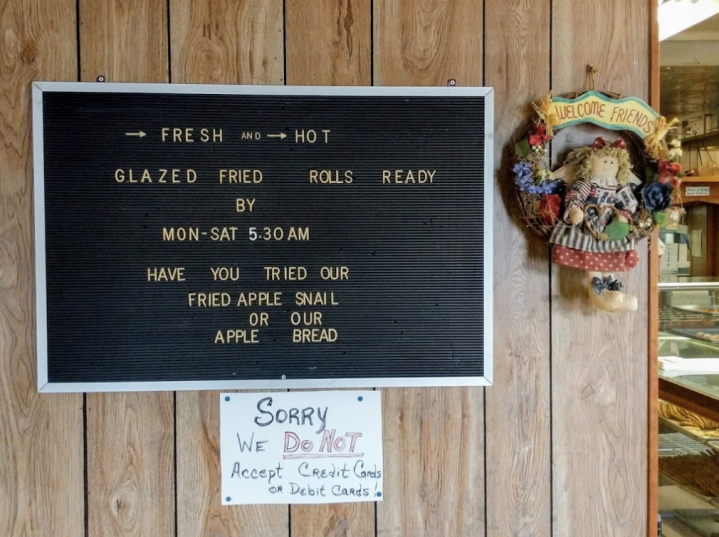 → FRESH AND → HOT
GLAZED FRIED ROLLS READY
BY
MON-SAT 5:30 AM
HAVE YOU TRIED OUR
FRIED APPLE SNAIL
OR OUR
APPLE BREAD
WELCOME FRIENDS
SORRY
WE DO NOT
ACCEPT CREDIT CARDS
OR DEBIT CARDS!